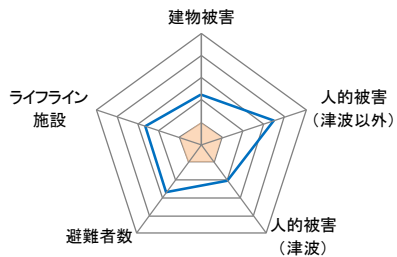 建物被害
ライフライン
施設
人的被害
（津波以外）
避難者数
人的被害
（津波）